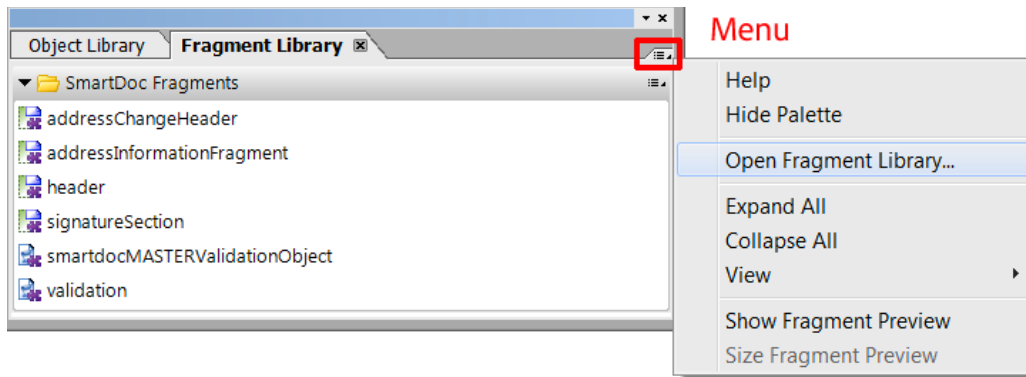 Object Library
Fragment Library
SmartDoc Fragments
addressChangeHeader
addressInformationFragment
header
signatureSection
smartdocMASTERValidationObject
validation
Menu
Help
Hide Palette
Open Fragment Library...
Expand All
Collapse All
View
Show Fragment Preview
Size Fragment Preview